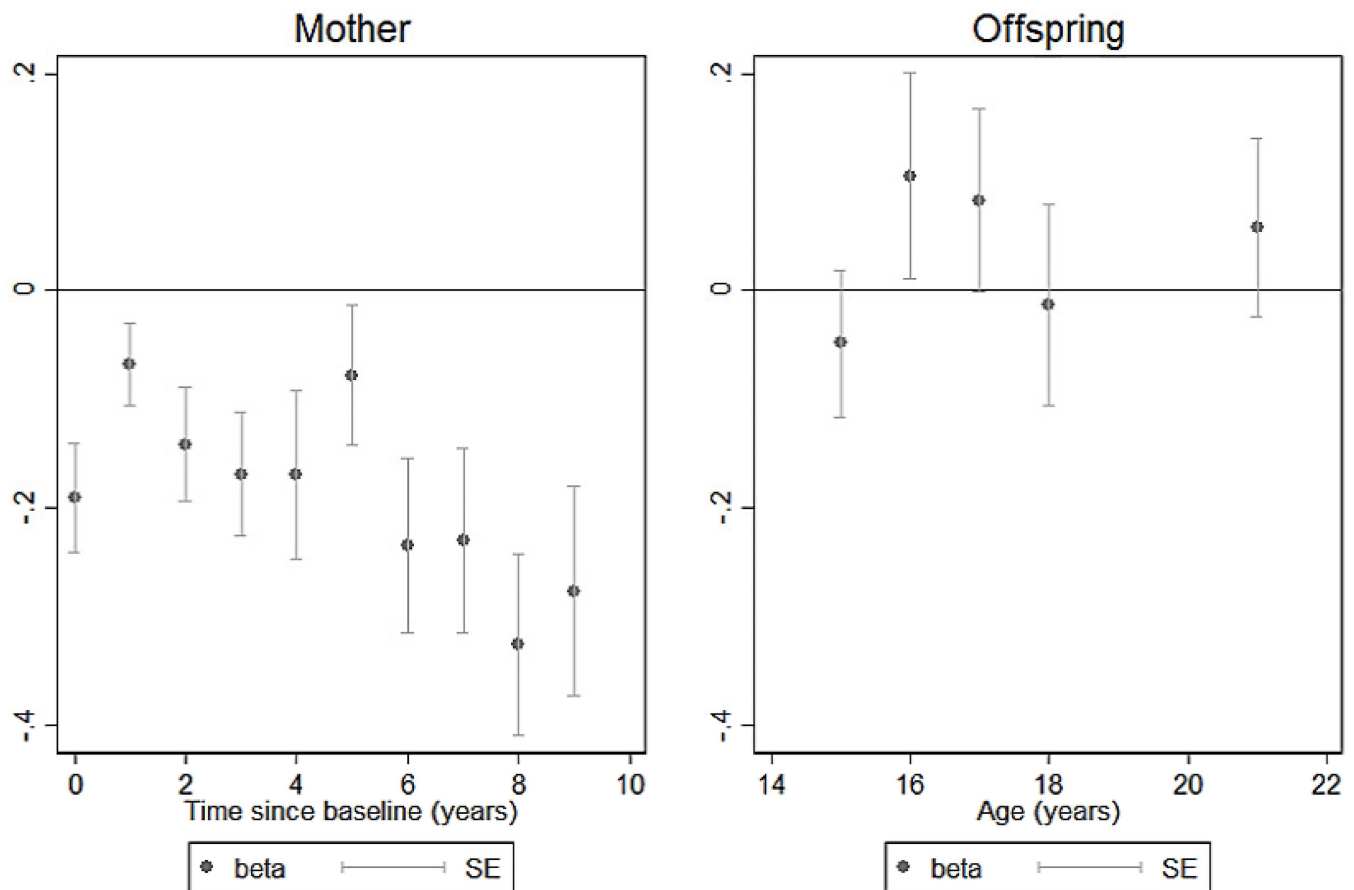 Mother
.2
0
-.2
-.4
0 2 4 6 8 10
Time since baseline (years)
beta SE
Offspring
.2
0
-.2
-.4
14 16 18 20 22
Age (years)
beta SE